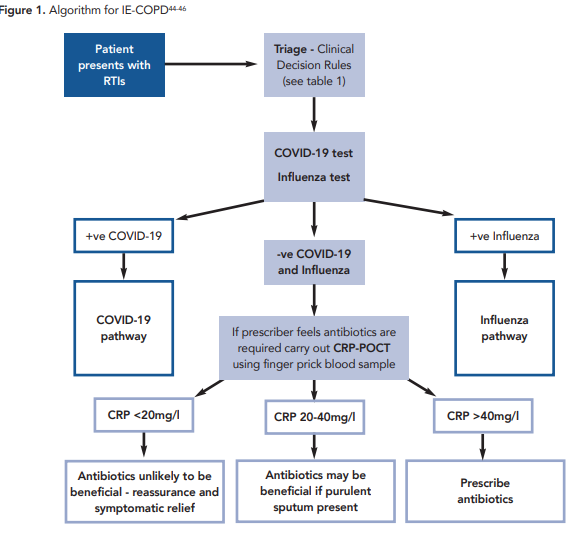 Figure 1. Algorithm for IE-COPD44-46
Patient
presents with
RTIs
Triage - Clinical
Decision Rules
(see table 1)
COVID-19 test
Influenza test
+ve COVID-19
-ve COVID-19
and Influenza
+ve Influenza
COVID-19
pathway
Influenza
pathway
If prescriber feels antibiotics are
required carry out CRP-POCT
using finger prick blood sample
CRP <20mg/l
CRP 20-40mg/l
CRP >40mg/l
Antibiotics unlikely to be
beneficial - reassurance and
symptomatic relief
Antibiotics may be
beneficial if purulent
sputum present
Prescribe
antibiotics